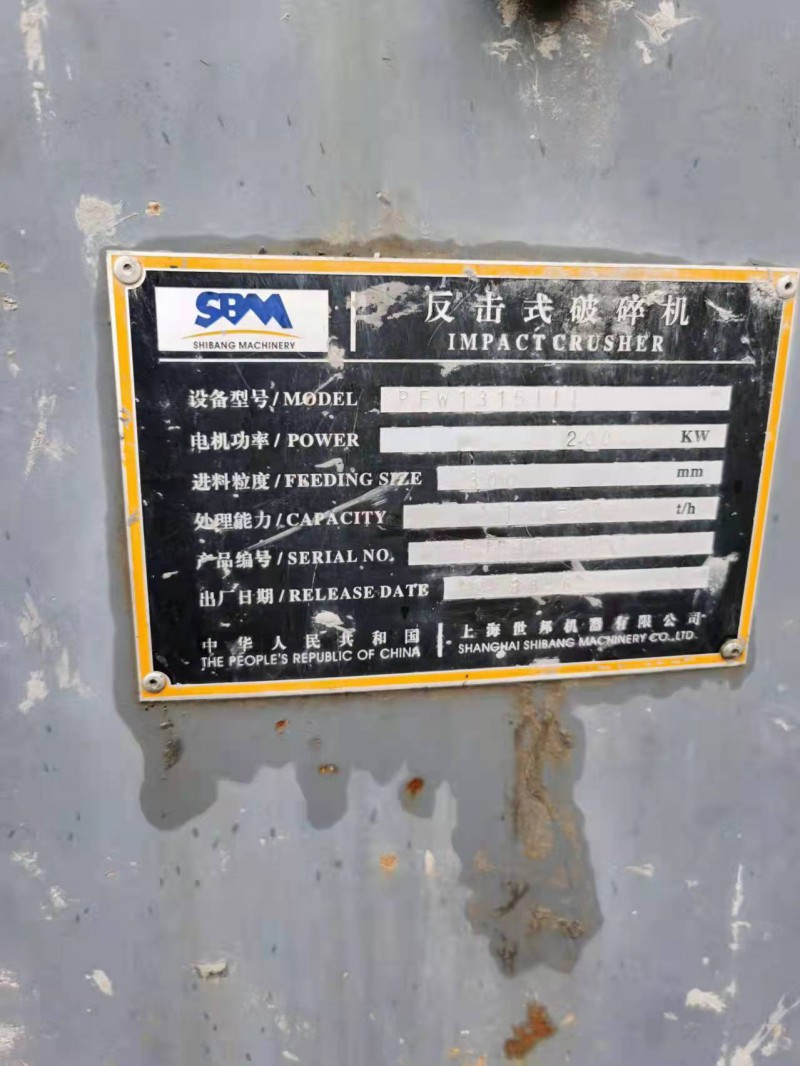 SBM
SHIBANG MACHINERY
反击式破碎机
IMPACT CRUSHER
设备型号/MODEL PFW1315III
电机功率/POWER KW
进料粒度/FEEDING SIZE mm
处理能力/CAPACITY t/h
产品编号/SERIAL NO.
出厂日期/RELEASE DATE
中华人民共和国
THE PEOPLE'S REPUBLIC OF CHINA
上海世邦机器有限公司
SHANGHAI SHIBANG MACHINERY CO.,LTD.